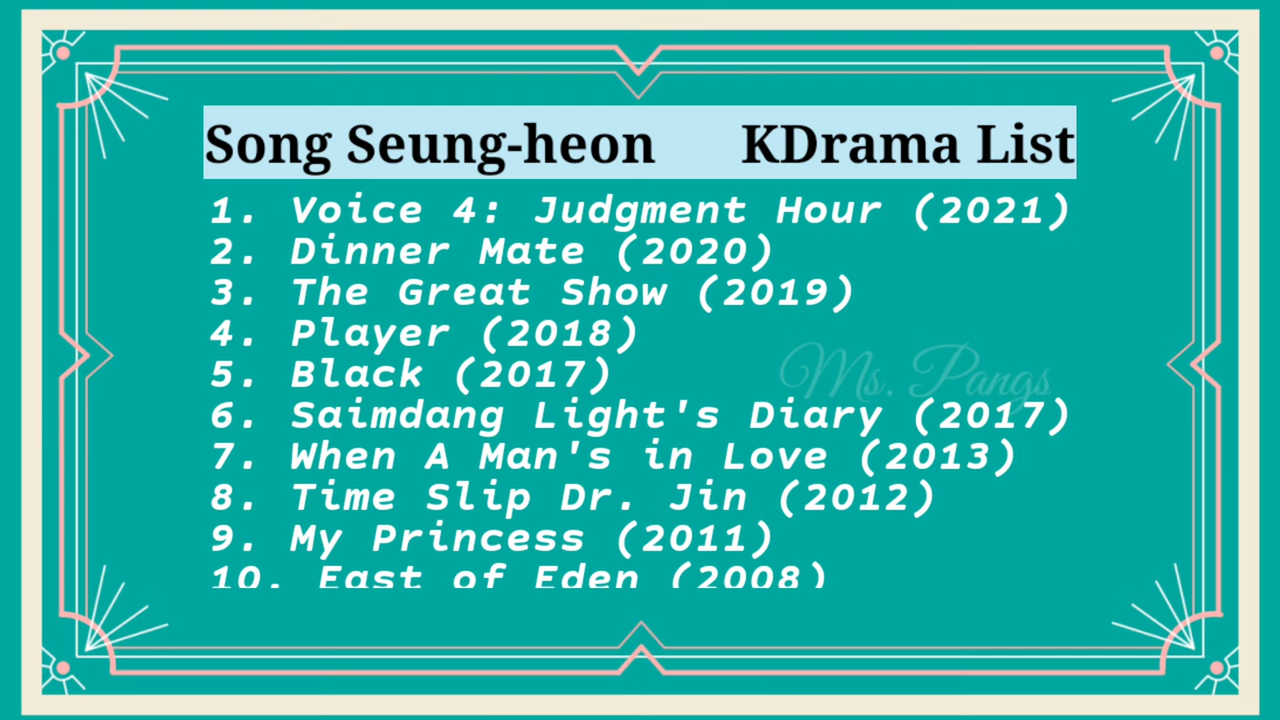 Song Seung-heon KDrama List
1. Voice 4: Judgment Hour (2021)
2. Dinner Mate (2020)
3. The Great Show (2019)
4. Player (2018)
5. Black (2017)
6. Saimdang Light's Diary (2017)
7. When A Man's in Love (2013)
8. Time Slip Dr. Jin (2012)
9. My Princess (2011)
10. East of Eden (2008)
Ms. Pangs